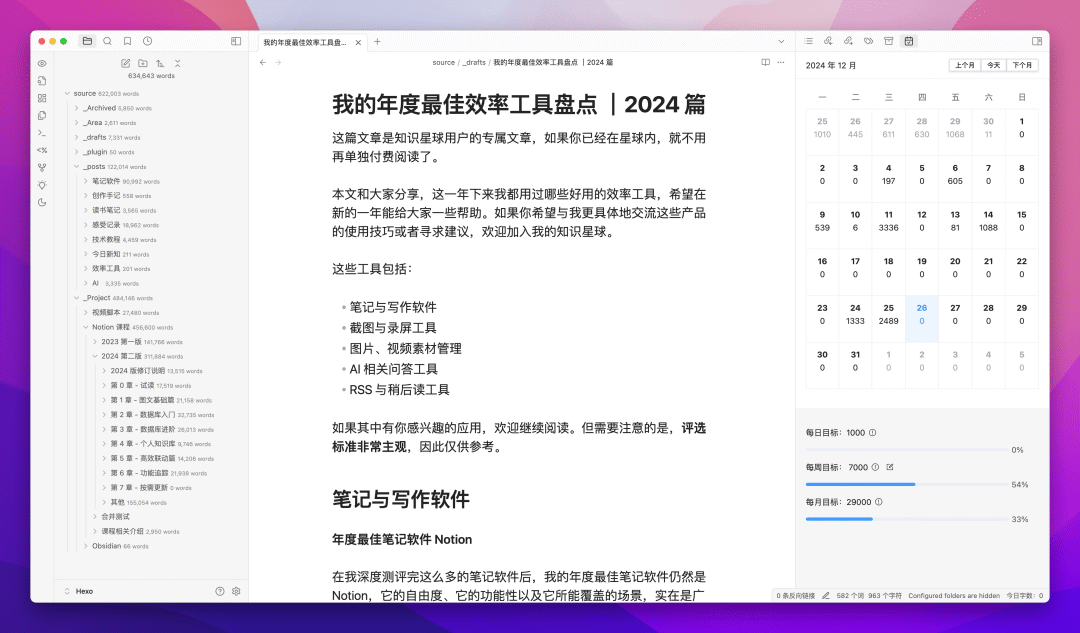 634,643 words
source 622,003 words
_Archived 5,850 words
_Area 2,611 words
_drafts 7,331 words
_plugin 50 words
_posts 122,014 words
笔记软件 90,992 words
创作手记 558 words
读书笔记 3,565 words
感受记录 18,962 words
技术教程 4,459 words
今日新知 211 words
效率工具 201 words
AI 3,335 words
_Project 484,146 words
视频脚本 27,480 words
Notion 课程 456,600 words
2023 第一版 141,766 words
2024 第二版 311,884 words
2024 版修订说明 13,515 words
第 0 章 - 试读 17,519 words
第 1 章 - 图文基础篇 21,158 words
第 2 章 - 数据库入门 32,735 words
第 3 章 - 数据库进阶 26,013 words
第 4 章 - 个人知识库 9,746 words
第 5 章 - 高效联动篇 14,206 words
第 6 章 - 功能追踪 21,938 words
第 7 章 - 按需更新 0 words
其他 155,054 words
合并测试
课程相关介绍 2,950 words
Obsidian 66 words
Hexo
我的年度最佳效率工具盘...
source / _drafts / 我的年度最佳效率工具盘点 ｜2024 篇
我的年度最佳效率工具盘点 ｜2024 篇
这篇文章是知识星球用户的专属文章，如果你已经在星球内，就不用
再单独付费阅读了。
本文和大家分享，这一年下来我都用过哪些好用的效率工具，希望在
新的一年能给大家一些帮助。如果你希望与我更具体地交流这些产品
的使用技巧或者寻求建议，欢迎加入我的知识星球。
这些工具包括：
笔记与写作软件
截图与录屏工具
图片、视频素材管理
AI 相关问答工具
RSS 与稍后读工具
如果其中有你感兴趣的应用，欢迎继续阅读。但需要注意的是，评选
标准非常主观，因此仅供参考。
笔记与写作软件
年度最佳笔记软件 Notion
在我深度测评完这么多的笔记软件后，我的年度最佳笔记软件仍然是
Notion，它的自由度、它的功能性以及它所能覆盖的场景，实在是广
2024 年 12 月
上个月 今天 下个月
一 二 三 四 五 六 日
25 26 27 28 29 30 1
1010 445 611 630 1068 11 0
2 3 4 5 6 7 8
0 0 197 0 605 0 0
9 10 11 12 13 14 15
539 6 3336 0 81 1088 0
16 17 18 19 20 21 22
0 0 0 0 0 0 0
23 24 25 26 27 28 29
0 1333 2489 0 0 0 0
30 31 1 2 3 4 5
0 0 0 0 0 0 0
每日目标： 1000
0%
每周目标： 7000
54%
每月目标： 29000
33%
0 条反向链接 582 个词 963 个字符 Configured folders are hidden 今日字数：0